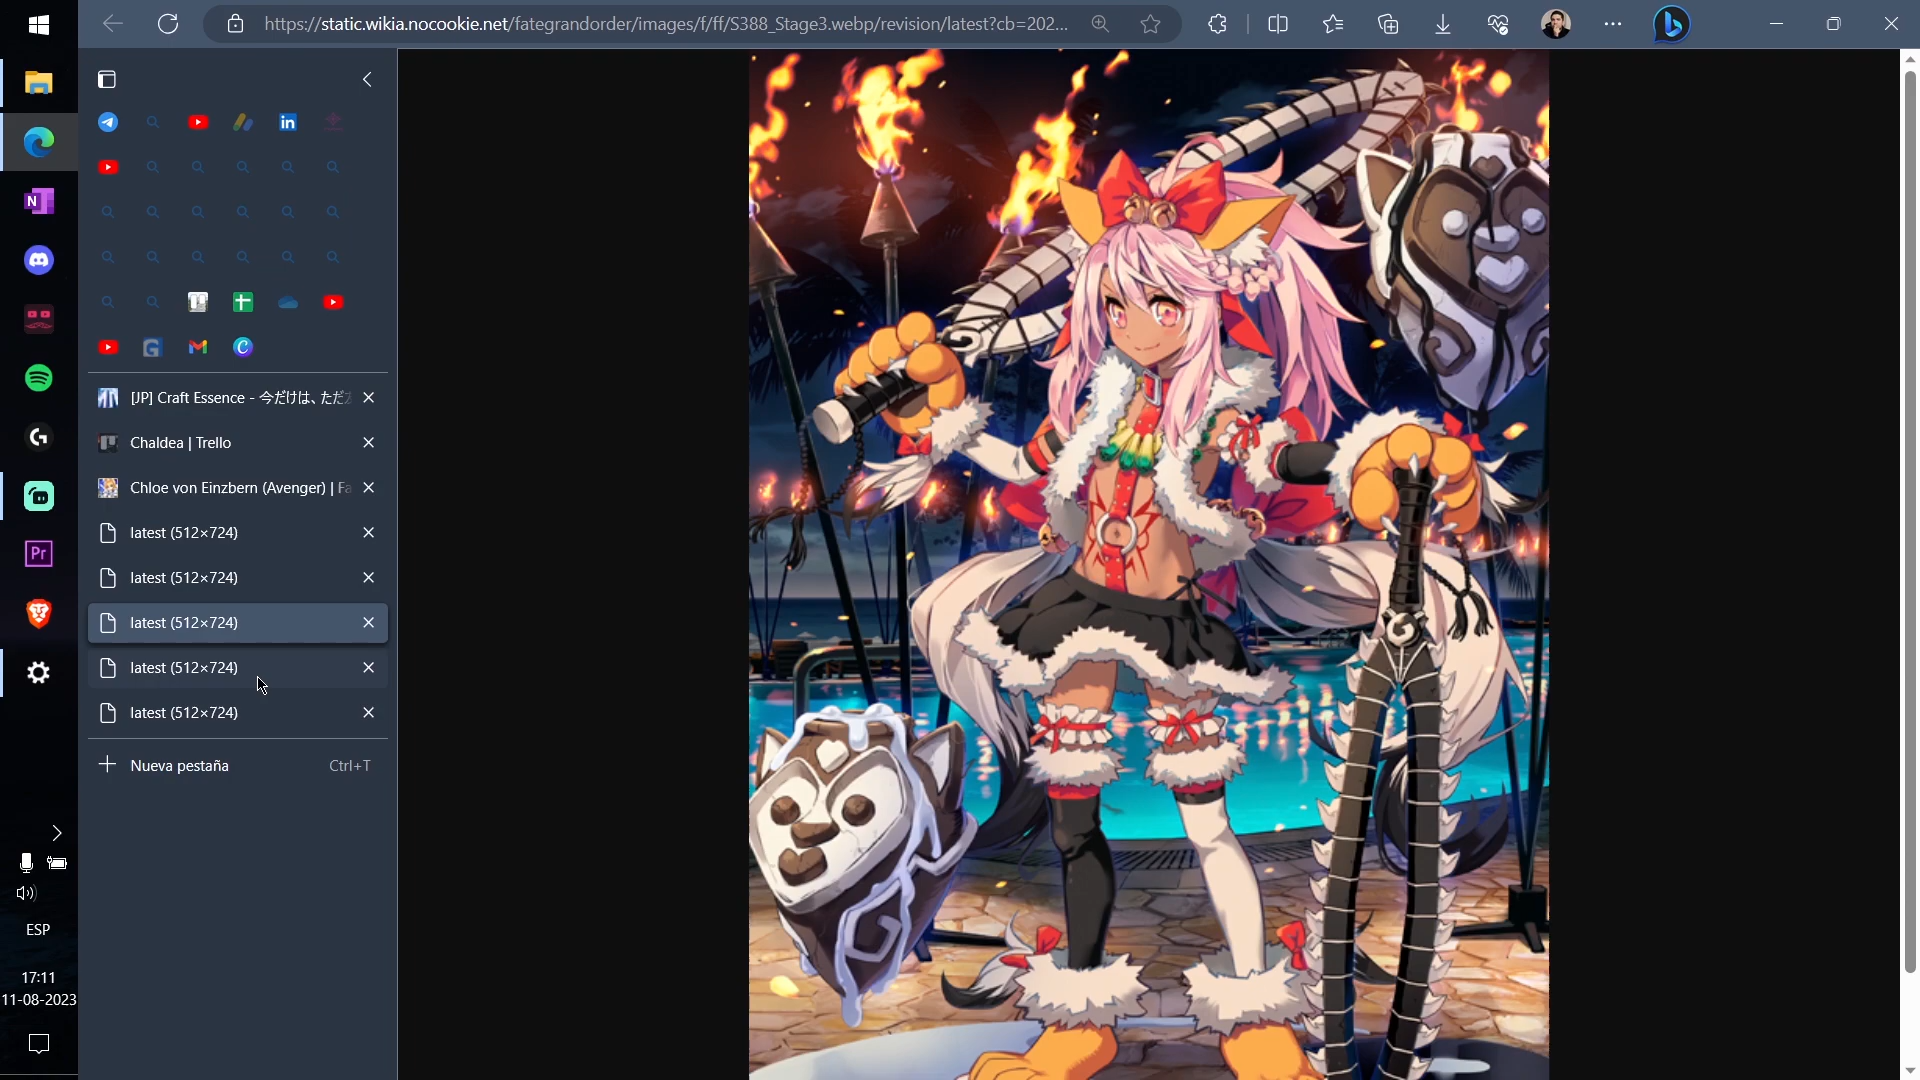 https://static.wikia.nocookie.net/fategrandorder/images/f/ff/S388_Stage3.webp/revision/latest?cb=202...
[JP] Craft Essence - 今だけは、ただ
Chaldea | Trello
Chloe von Einzbern (Avenger) | Fa
latest (512×724)
latest (512×724)
latest (512×724)
latest (512×724)
latest (512×724)
Nueva pestaña Ctrl+T
ESP
17:11
11-08-2023